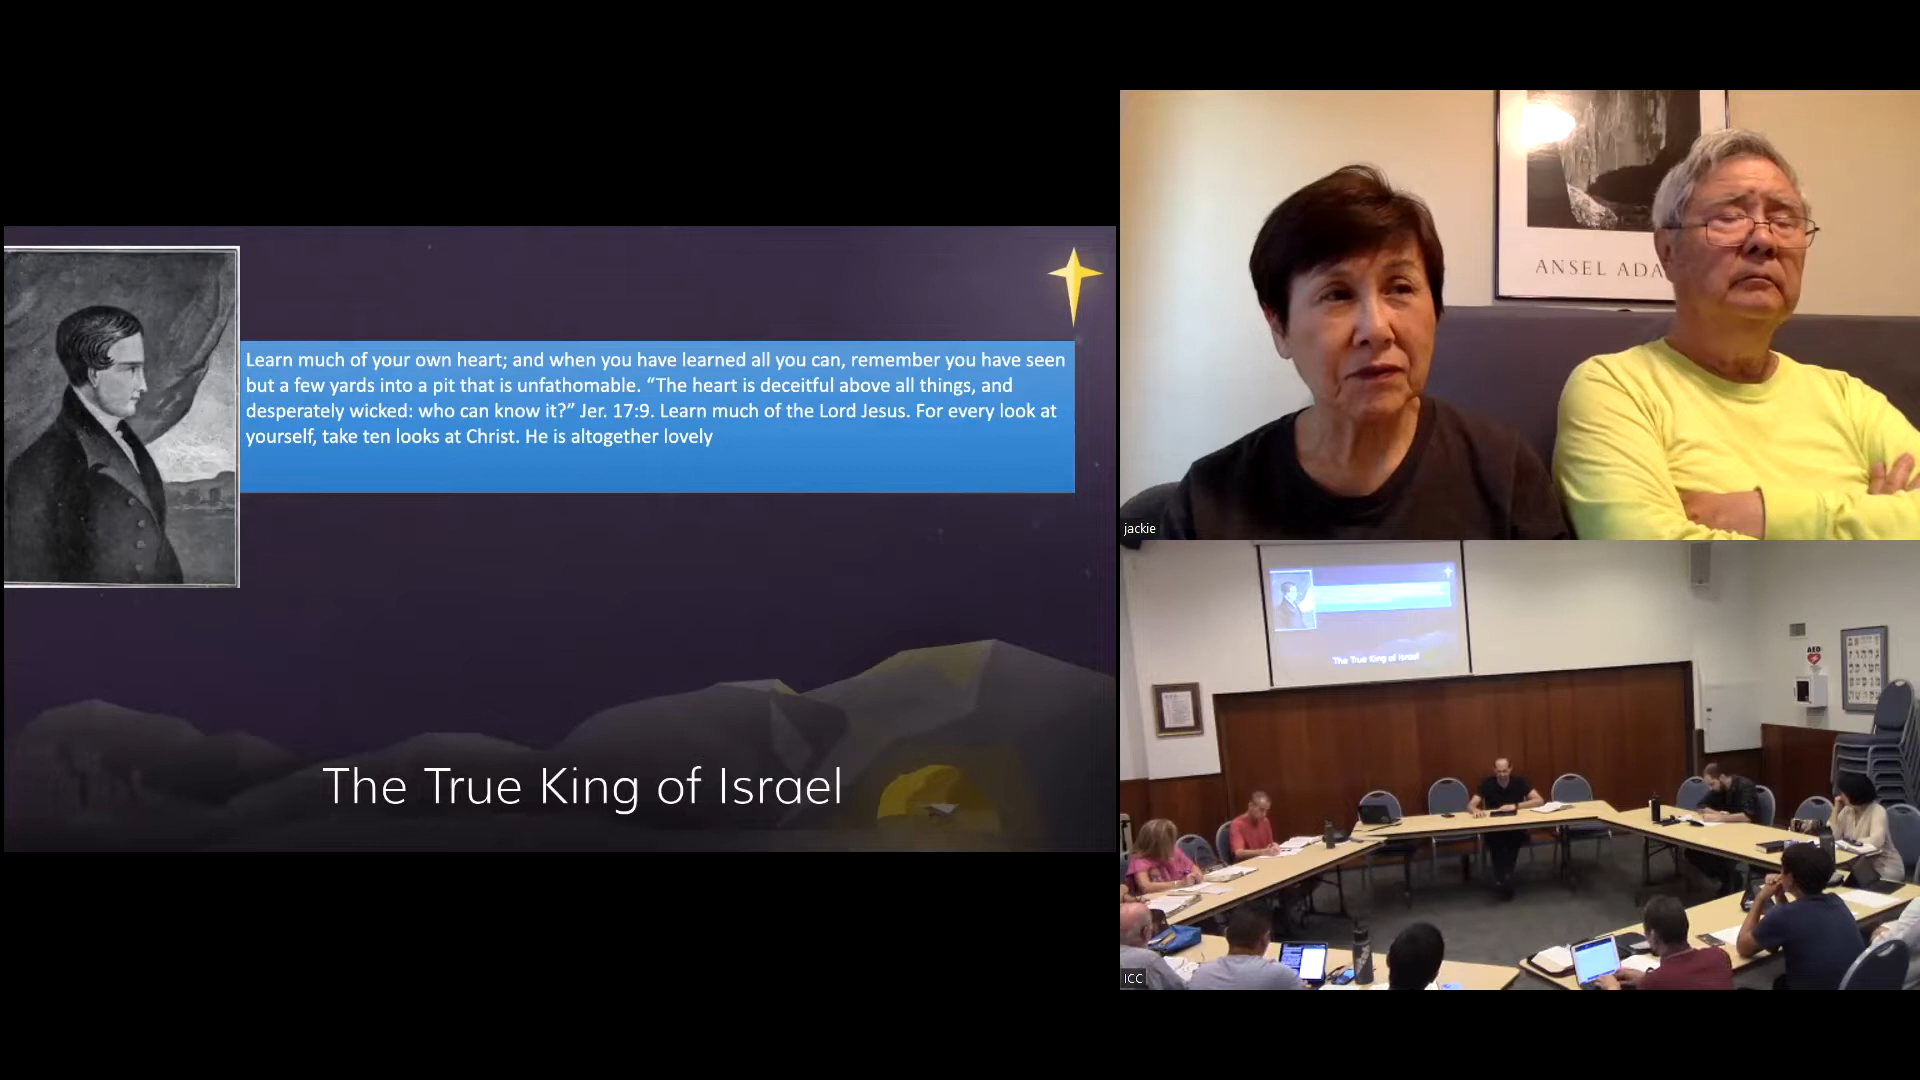 Learn much of your own heart; and when you have learned all you can, remember you have seen
but a few yards into a pit that is unfathomable. “The heart is deceitful above all things, and
desperately wicked: who can know it?” Jer. 17:9. Learn much of the Lord Jesus. For every look at
yourself, take ten looks at Christ. He is altogether lovely
The True King of Israel
ANSEL ADA
jackie
The True King of Israel
AED
ICC